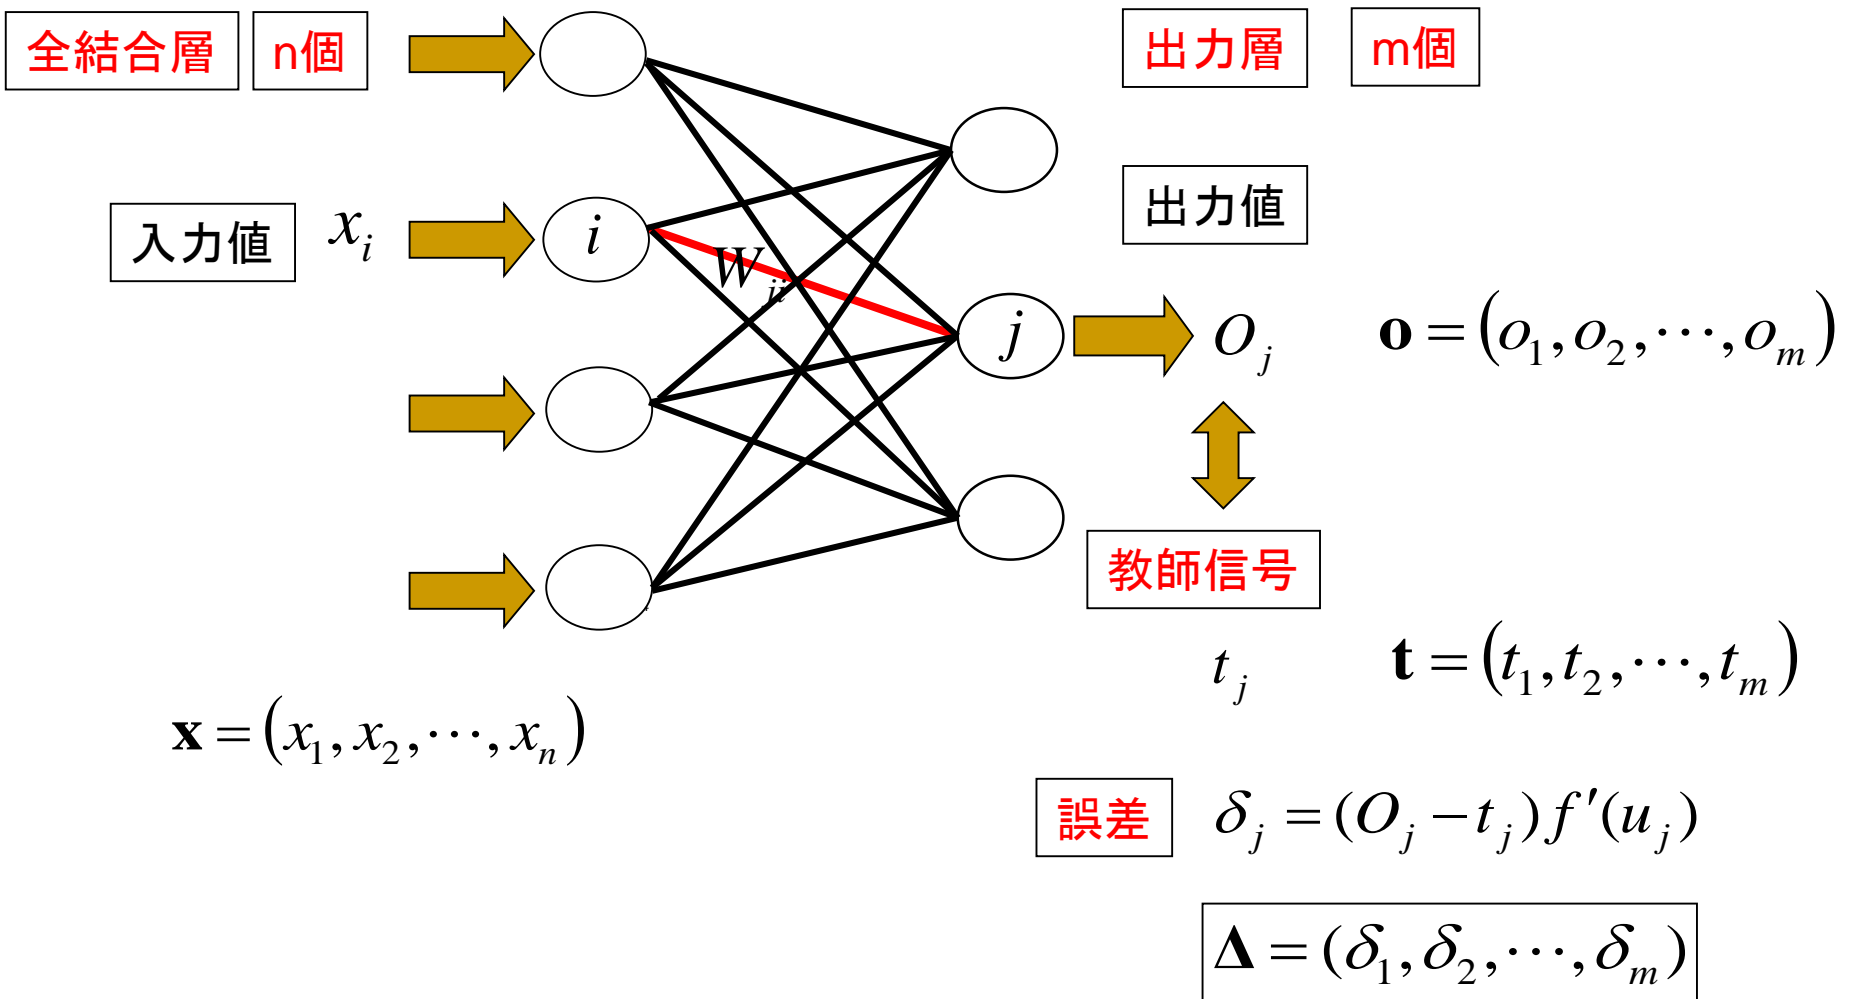 全結合層 n個 出力層 m個
入力値 x_i i W_{ji} 出力値
j O_j o = (o_1, o_2, ⋯, o_m)
教師信号
t_j t = (t_1, t_2, ⋯, t_m)
x = (x_1, x_2, ⋯, x_n)
誤差 δ_j = (O_j − t_j) f′(u_j)
Δ = (δ_1, δ_2, ⋯, δ_m)